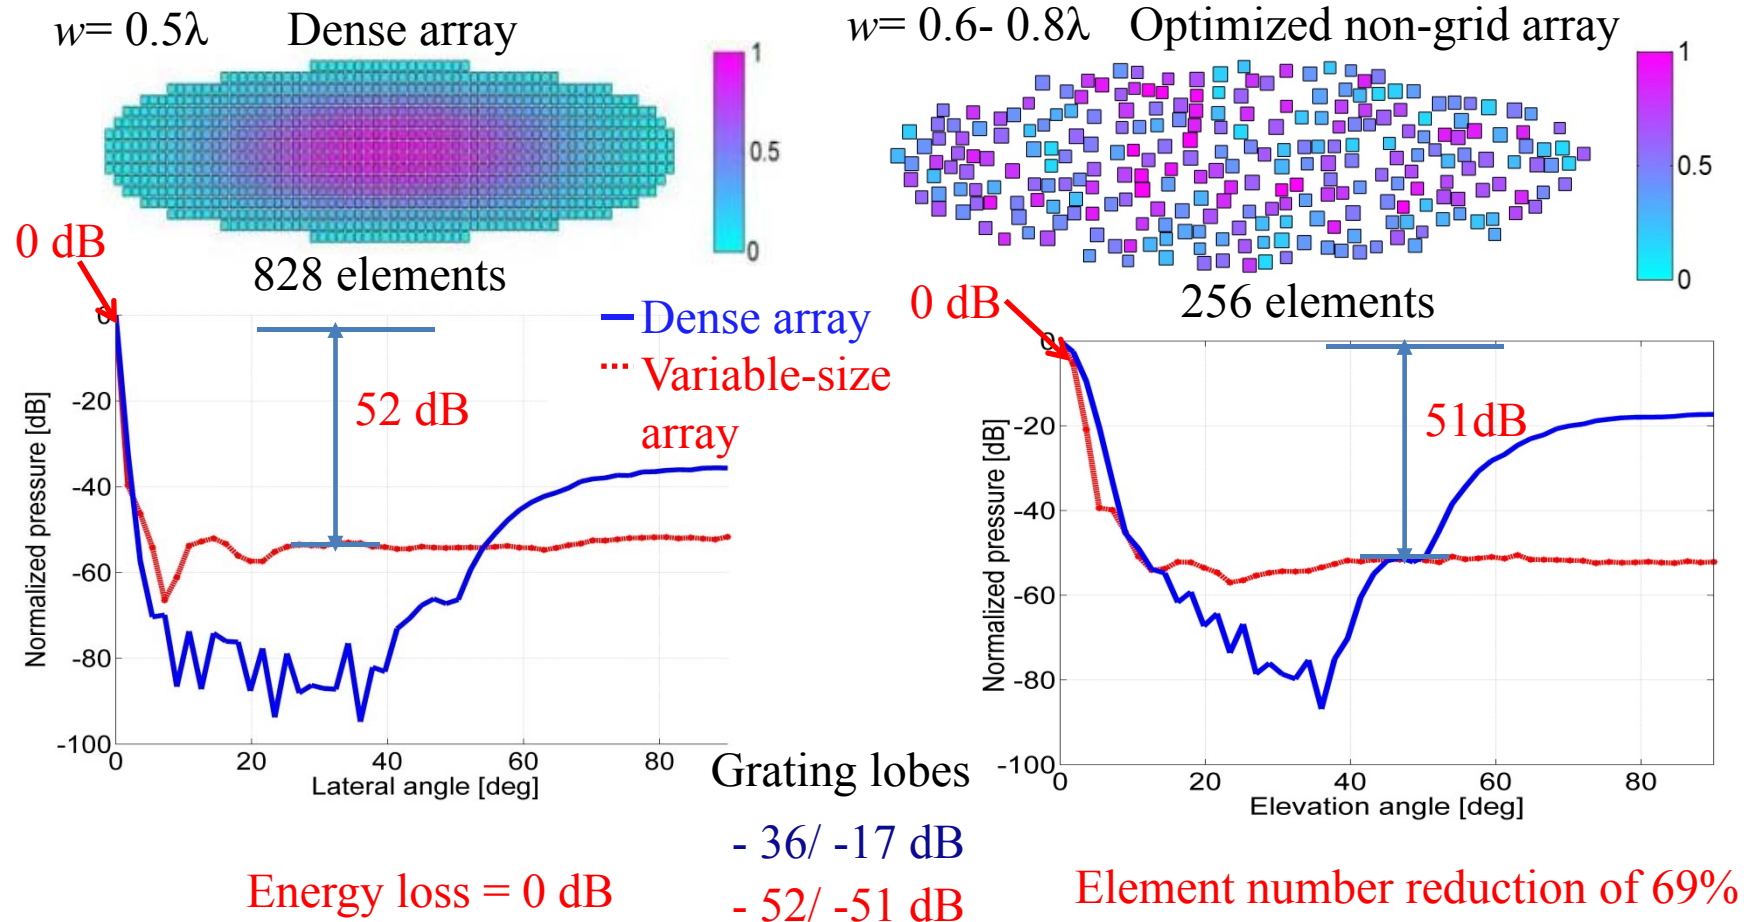 w= 0.5λ Dense array
w= 0.6- 0.8λ Optimized non-grid array
1
0.5
0
1
0.5
0
0 dB
828 elements
0 dB
256 elements
Dense array
Variable-size
array
52 dB
51dB
0
-20
-40
-60
-80
-100
Normalized pressure [dB]
0 20 40 60 80
Lateral angle [deg]
0
-20
-40
-60
-80
-100
Normalized pressure [dB]
0 20 40 60 80
Elevation angle [deg]
Grating lobes
- 36/ -17 dB
- 52/ -51 dB
Energy loss = 0 dB
Element number reduction of 69%